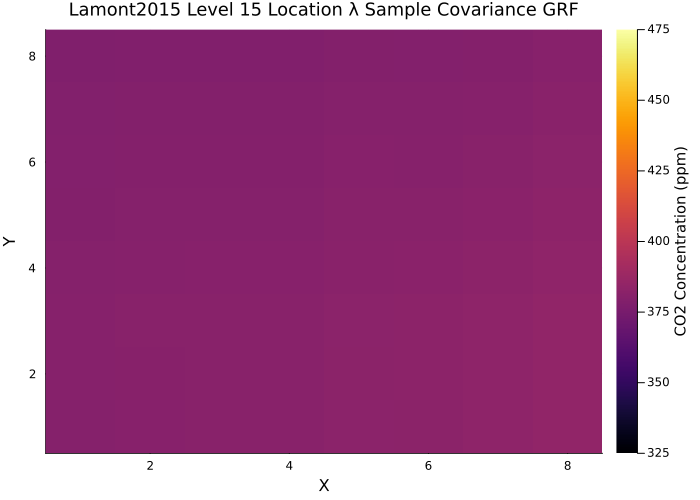 Lamont2015 Level 15 Location λ Sample Covariance GRF
8
6
4
2
Y
2 4 6 8
X
475
450
425
400
375
350
325
CO2 Concentration (ppm)